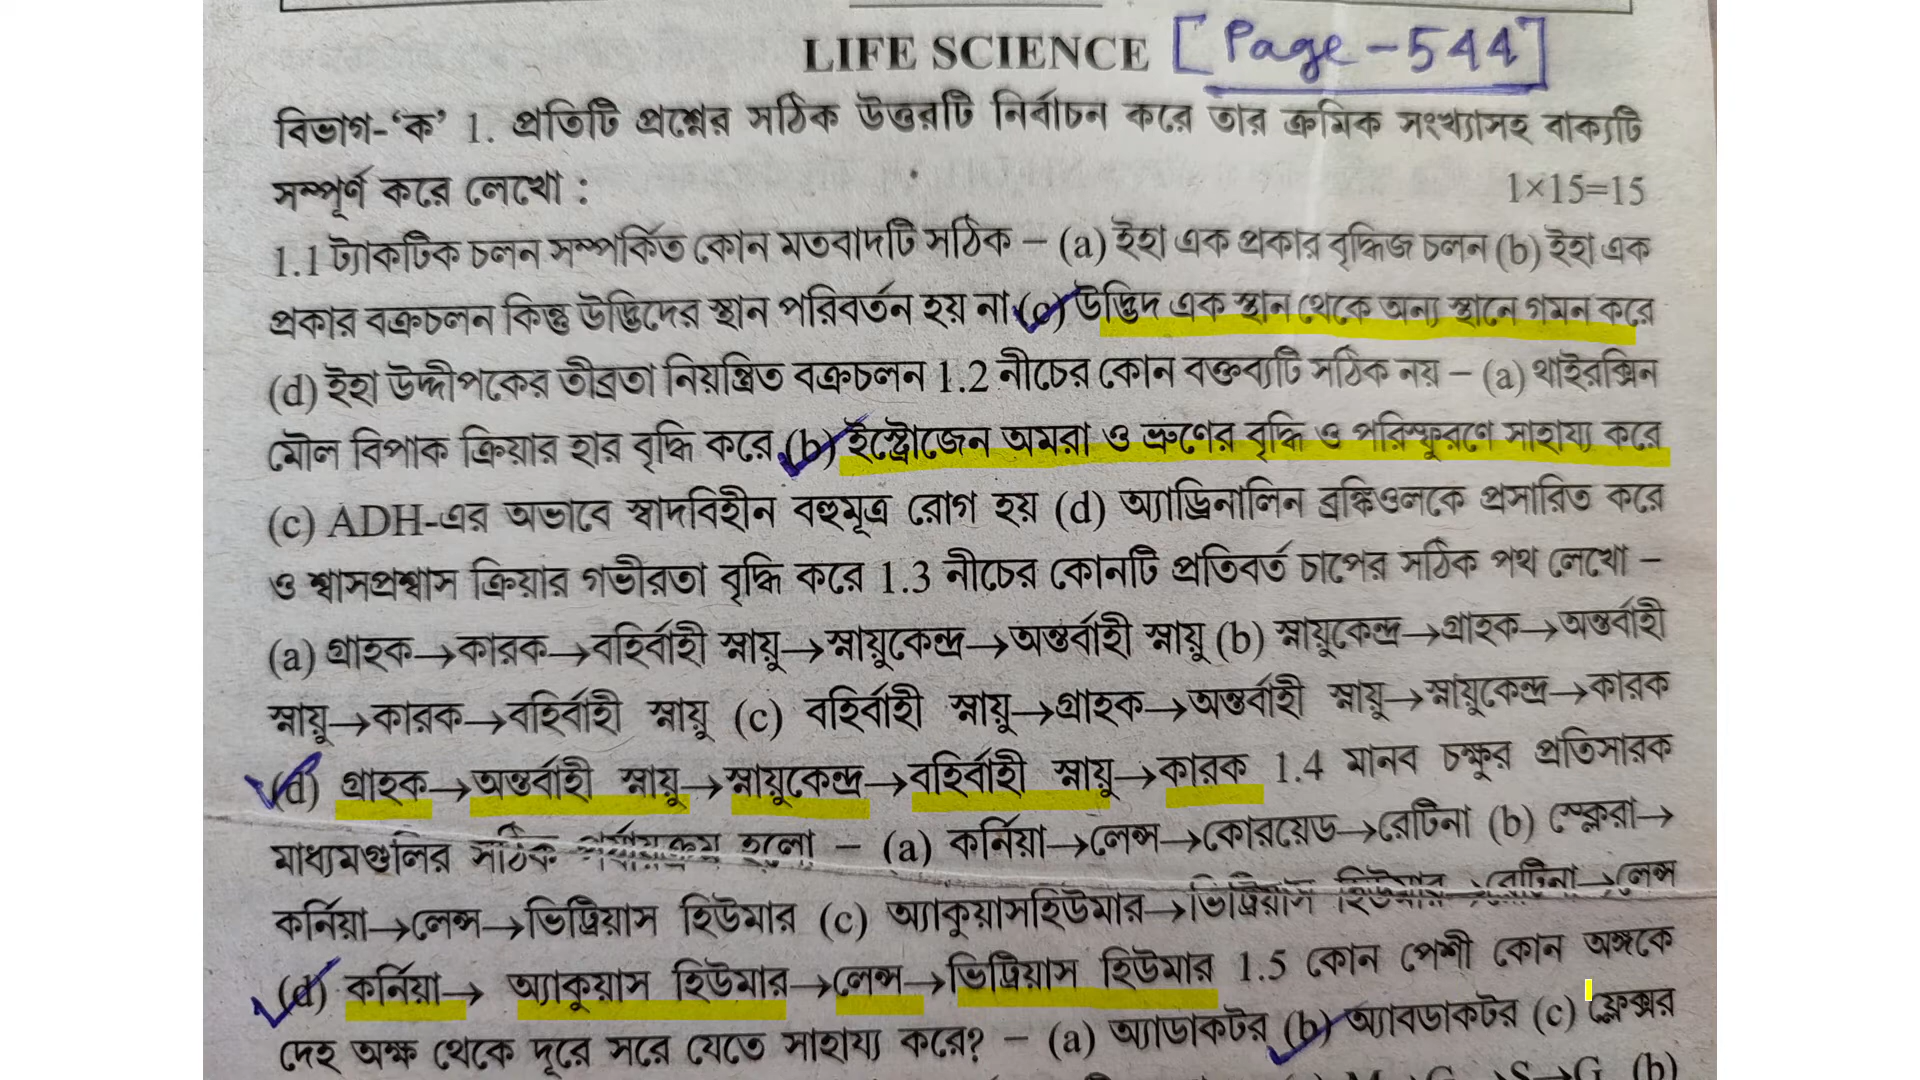 LIFE SCIENCE [Page-544]
বিভাগ-‘ক’ 1. প্রতিটি প্রশ্নের সঠিক উত্তরটি নির্বাচন করে তার ক্রমিক সংখ্যাসহ বাক্যটি
সম্পূর্ণ করে লেখো : 1×15=15
1.1 ট্যাকটিক চলন সম্পর্কিত কোন মতবাদটি সঠিক – (a) ইহা এক প্রকার বৃদ্ধিজ চলন (b) ইহা এক
প্রকার বক্রচলন কিন্তু উদ্ভিদের স্থান পরিবর্তন হয় না (c) উদ্ভিদ এক স্থান থেকে অন্য স্থানে গমন করে
(d) ইহা উদ্দীপকের তীব্রতা নিয়ন্ত্রিত বক্রচলন 1.2 নীচের কোন বক্তব্যটি সঠিক নয় – (a) থাইরক্সিন
মৌল বিপাক ক্রিয়ার হার বৃদ্ধি করে (b) ইস্ট্রোজেন অমরা ও ভ্রুণের বৃদ্ধি ও পরিস্ফুরণে সাহায্য করে
(c) ADH-এর অভাবে স্বাদবিহীন বহুমূত্র রোগ হয় (d) অ্যাড্রিনালিন ব্রঙ্কিওলকে প্রসারিত করে
ও শ্বাসপ্রশ্বাস ক্রিয়ার গভীরতা বৃদ্ধি করে 1.3 নীচের কোনটি প্রতিবর্ত চাপের সঠিক পথ লেখো –
(a) গ্রাহক→কারক→বহির্বাহী স্নায়ু→স্নায়ুকেন্দ্র→অন্তর্বাহী স্নায়ু (b) স্নায়ুকেন্দ্র→গ্রাহক→অন্তর্বাহী
স্নায়ু→কারক→বহির্বাহী স্নায়ু (c) বহির্বাহী স্নায়ু→গ্রাহক→অন্তর্বাহী স্নায়ু→স্নায়ুকেন্দ্র→কারক
(d) গ্রাহক→অন্তর্বাহী স্নায়ু→স্নায়ুকেন্দ্র→বহির্বাহী স্নায়ু→কারক 1.4 মানব চক্ষুর প্রতিসারক
মাধ্যমগুলির সঠিক হলো – (a) কর্নিয়া→লেন্স→কোরয়েড→রেটিনা (b) স্ক্লেরা→
কর্নিয়া→লেন্স→ভিট্রিয়াস হিউমার (c) অ্যাকুয়াসহিউমার→ভিট্রিয়াস হিউমার→রেটিনা→লেন্স
(d) কর্নিয়া→ অ্যাকুয়াস হিউমার→লেন্স→ভিট্রিয়াস হিউমার 1.5 কোন পেশী কোন অঙ্গকে
দেহ অক্ষ থেকে দূরে সরে যেতে সাহায্য করে? – (a) অ্যাডাকটর (b) অ্যাবডাকটর (c) ফ্লেক্সর